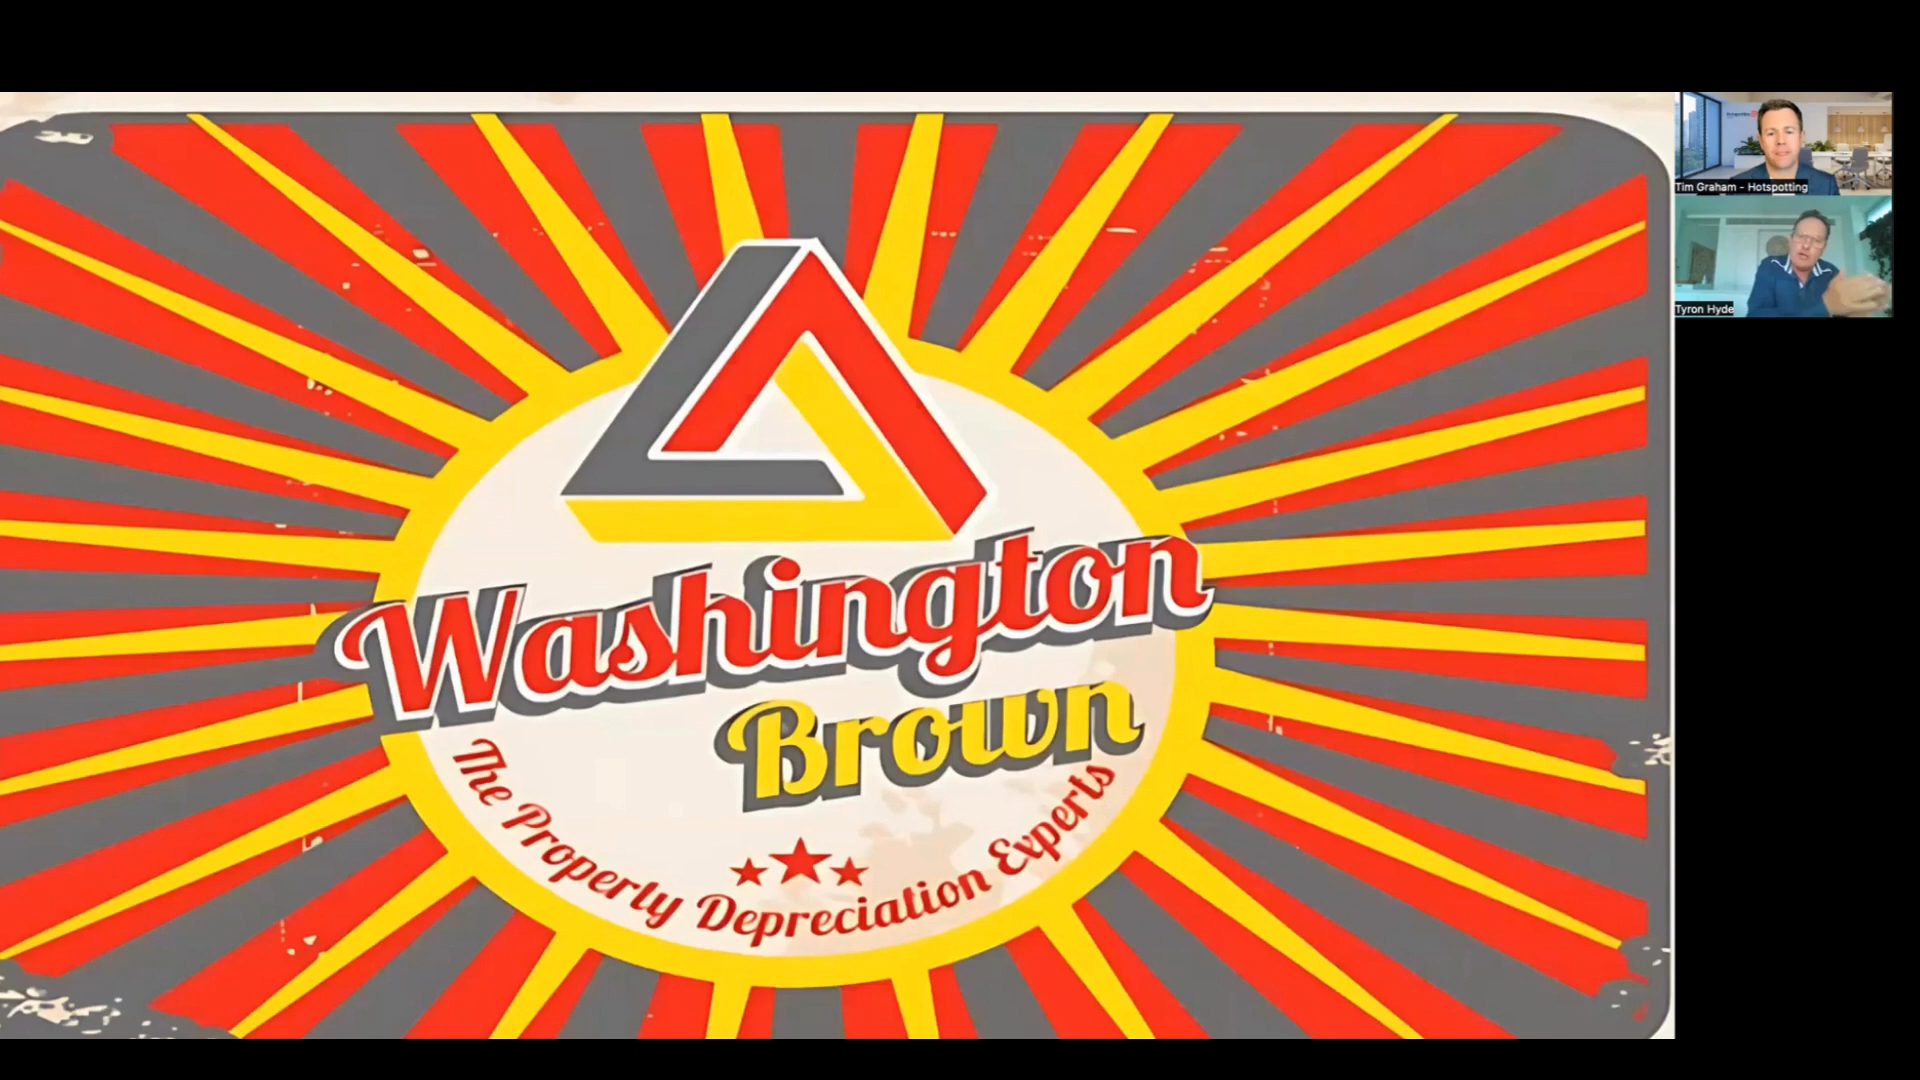 Washington
Brown
The Property Depreciation Experts
Tim Graham - Hotspotting
Tyron Hyde